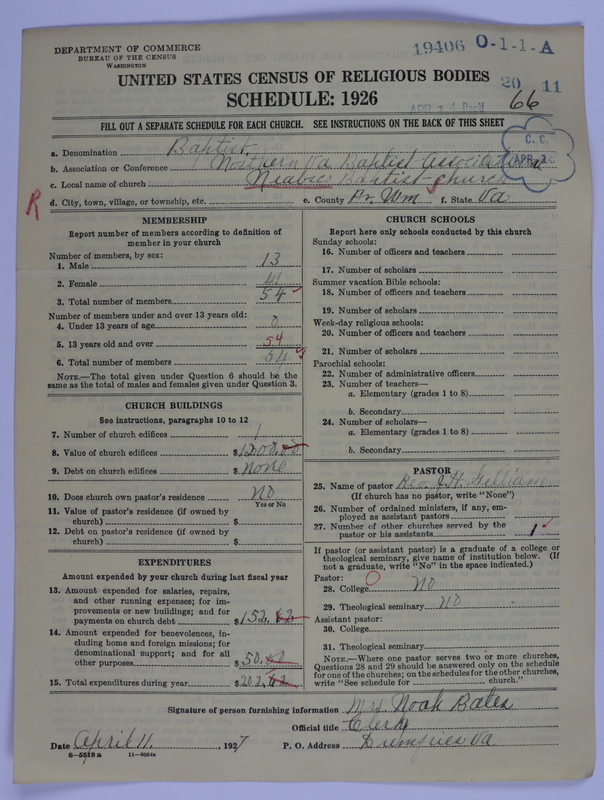 DEPARTMENT OF COMMERCE
BUREAU OF THE CENSUS
WASHINGTON
19406 O-1-1-A
UNITED STATES CENSUS OF RELIGIOUS BODIES
20 11
SCHEDULE: 1926
66
FILL OUT A SEPARATE SCHEDULE FOR EACH CHURCH. SEE INSTRUCTIONS ON THE BACK OF THIS SHEET
C. C.
a. Denomination Baptist
b. Association or Conference Northern Va Baptist Association
c. Local name of church Baptist church
R
d. City, town, village, or township, etc. e. County Pr. Wm f. State Va
MEMBERSHIP
Report number of members according to definition of
member in your church
Number of members, by sex:
1. Male 13
2. Female 41
3. Total number of members 54
Number of members under and over 13 years old:
4. Under 13 years of age 0
5. 13 years old and over 54
6. Total number of members 54
NOTE.—The total given under Question 6 should be the
same as the total of males and females given under Question 3.
CHURCH BUILDINGS
See instructions, paragraphs 10 to 12
7. Number of church edifices 1
8. Value of church edifices $1200.00
9. Debt on church edifices $none
10. Does church own pastor's residence no
Yes or No
11. Value of pastor's residence (if owned by
church) $
12. Debt on pastor's residence (if owned by
church) $
EXPENDITURES
Amount expended by your church during last fiscal year
13. Amount expended for salaries, repairs,
and other running expenses; for im-
provements or new buildings; and for
payments on church debt $152.
14. Amount expended for benevolences, in-
cluding home and foreign missions; for
denominational support; and for all
other purposes $50.
15. Total expenditures during year $202.
CHURCH SCHOOLS
Report here only schools conducted by this church
Sunday schools:
16. Number of officers and teachers
17. Number of scholars
Summer vacation Bible schools:
18. Number of officers and teachers
19. Number of scholars
Week-day religious schools:
20. Number of officers and teachers
21. Number of scholars
Parochial schools:
22. Number of administrative officers
23. Number of teachers—
a. Elementary (grades 1 to 8)
b. Secondary
24. Number of scholars—
a. Elementary (grades 1 to 8)
b. Secondary
PASTOR
25. Name of pastor J.H. Gilliam
(If church has no pastor, write "None")
26. Number of ordained ministers, if any, em-
ployed as assistant pastors
27. Number of other churches served by the
pastor or his assistants 1
If pastor (or assistant pastor) is a graduate of a college or
theological seminary, give name of institution below. (If
not a graduate, write "No" in the space indicated.)
Pastor:
28. College no
29. Theological seminary no
Assistant pastor:
30. College
31. Theological seminary
NOTE.—Where one pastor serves two or more churches,
Questions 28 and 29 should be answered only on the schedule
for one of the churches; on the schedules for the other churches,
write "See schedule for church."
Signature of person furnishing information Mrs Noah Bates
Official title Clerk
Date April 11, 1927 P. O. Address Dumfries Va
8-5518a 11-9554a